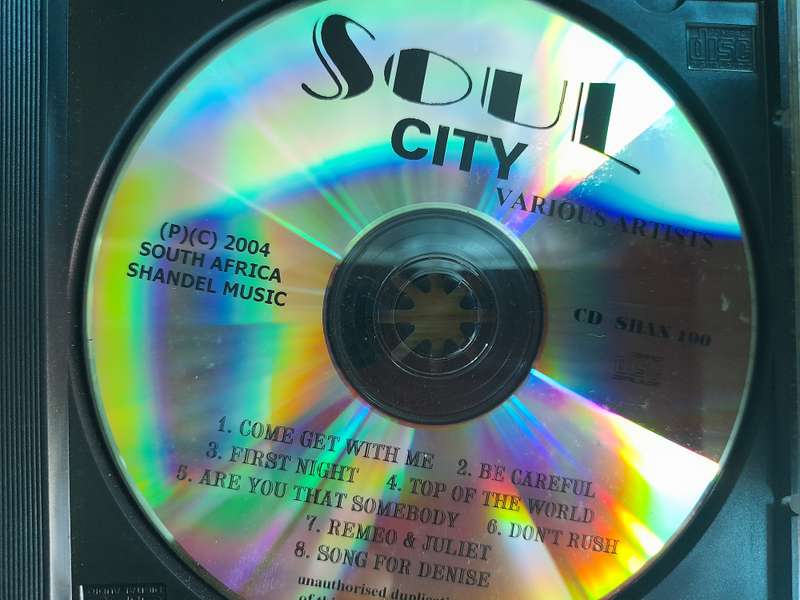 SOUL
CITY
VARIOUS ARTISTS
(P)(C) 2004
SOUTH AFRICA
SHANDEL MUSIC
CD SHAN 100
1. COME GET WITH ME 2. BE CAREFUL
3. FIRST NIGHT 4. TOP OF THE WORLD
5. ARE YOU THAT SOMEBODY 6. DON'T RUSH
7. REMEO & JULIET
8. SONG FOR DENISE
unauthorised duplication
disc